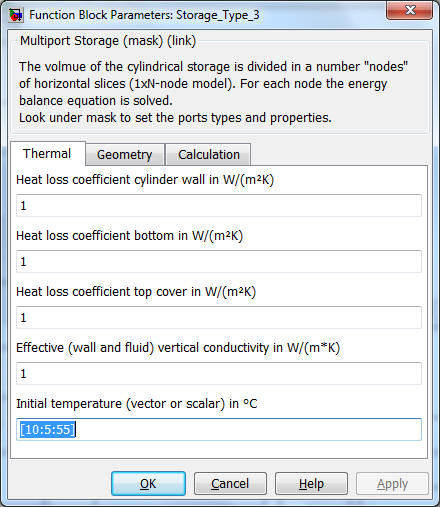 Function Block Parameters: Storage_Type_3
Multiport Storage (mask) (link)
The volmue of the cylindrical storage is divided in a number "nodes"
of horizontal slices (1xN-node model). For each node the energy
balance equation is solved.
Look under mask to set the ports types and properties.
Thermal Geometry Calculation
Heat loss coefficient cylinder wall in W/(m²K)
1
Heat loss coefficient bottom in W/(m²K)
1
Heat loss coefficient top cover in W/(m²K)
1
Effective (wall and fluid) vertical conductivity in W/(m*K)
1
Initial temperature (vector or scalar) in °C
[10:5:55]
OK Cancel Help Apply